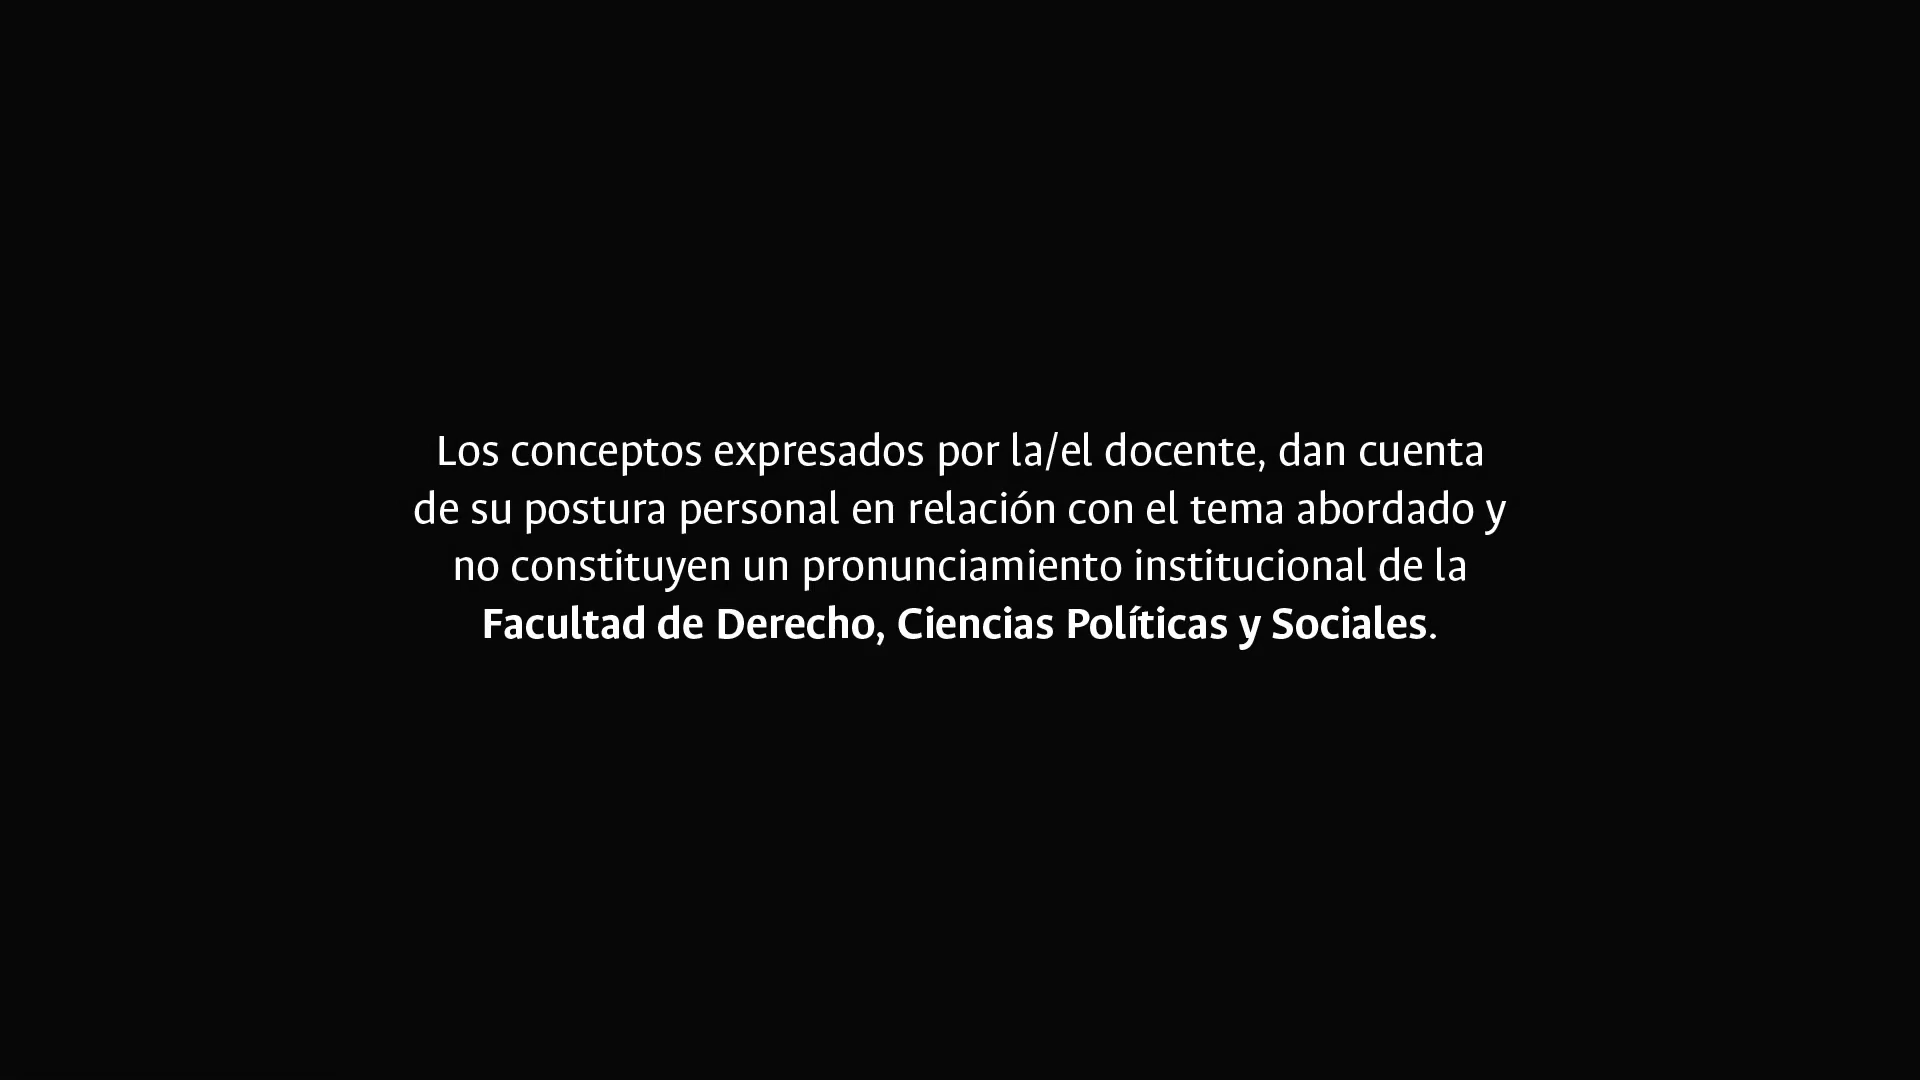 Los conceptos expresados por la/el docente, dan cuenta
de su postura personal en relación con el tema abordado y
no constituyen un pronunciamiento institucional de la
Facultad de Derecho, Ciencias Políticas y Sociales.